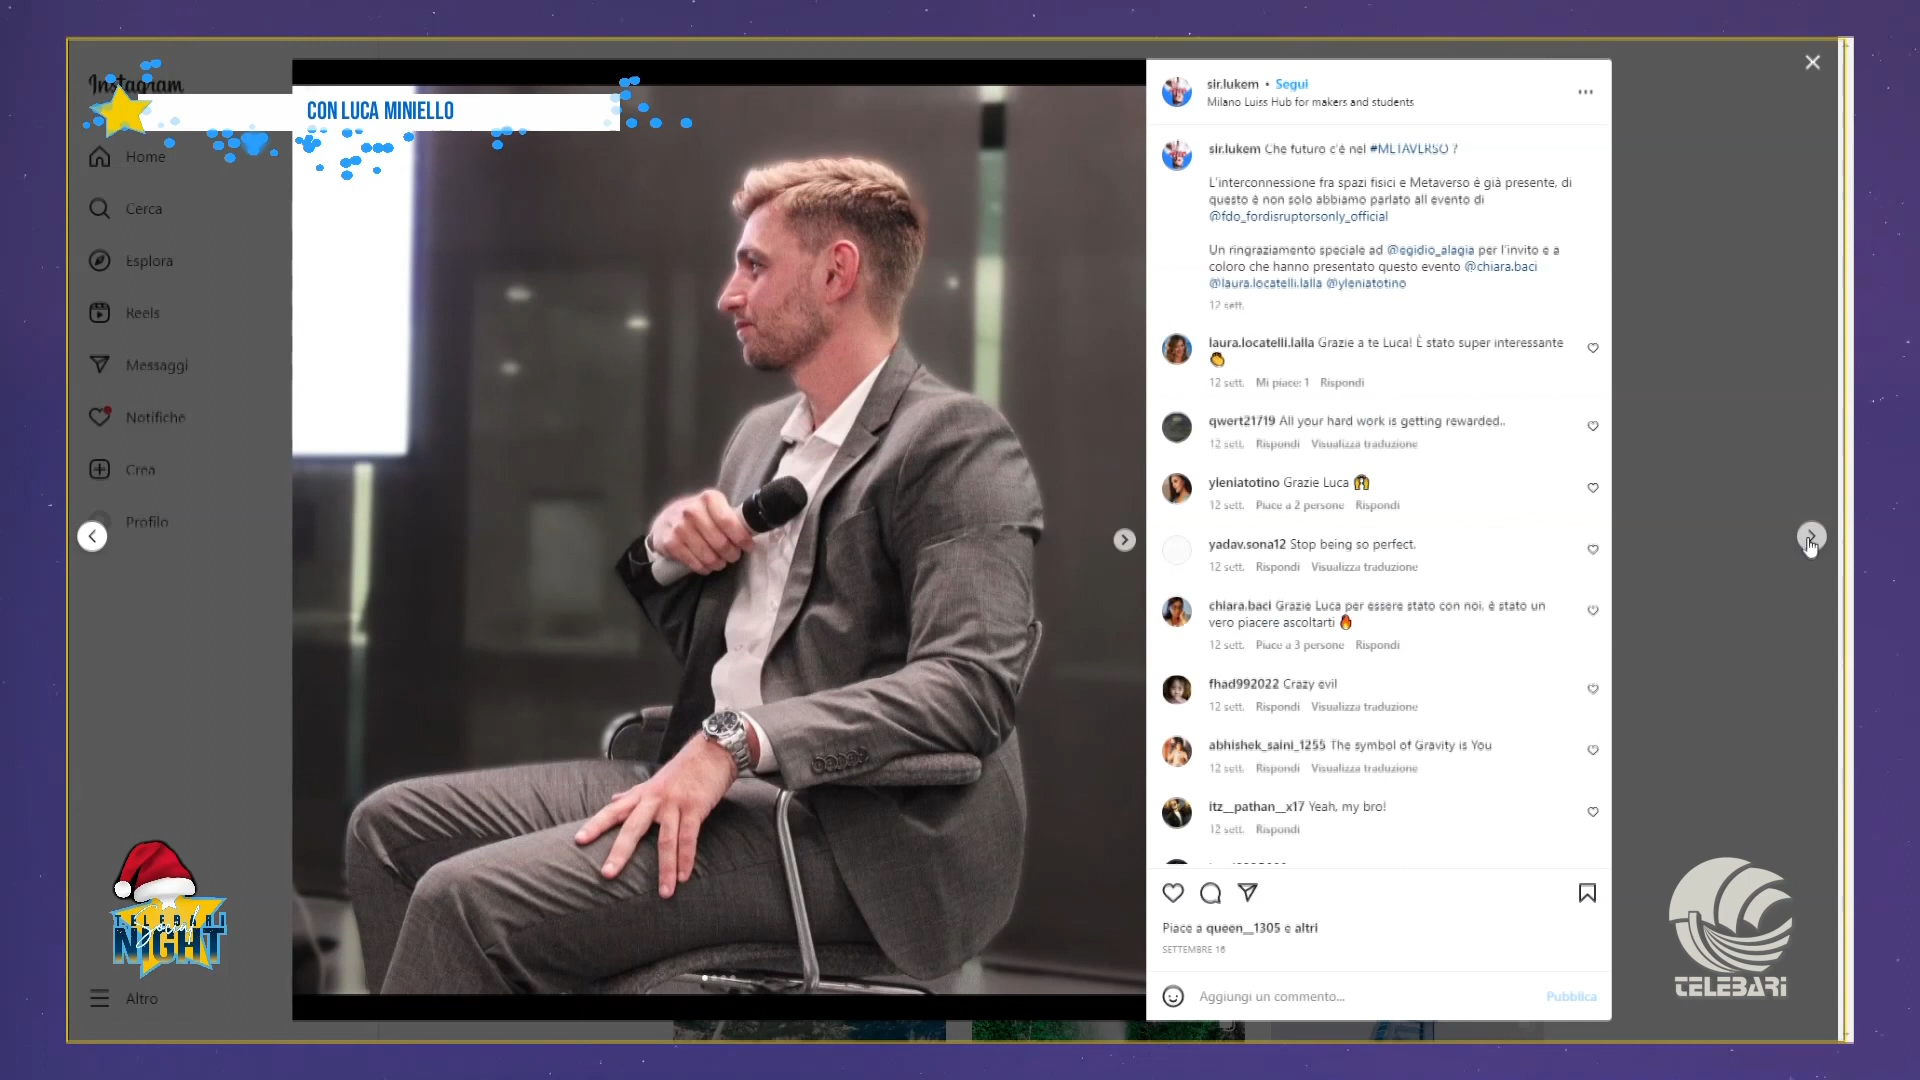 Instagram
CON LUCA MINIELLO
Home
Cerca
Esplora
Reels
Messaggi
Notifiche
Crea
Profilo
Altro
TELEBARI
Social
NIGHT
sir.lukem • Segui
Milano Luiss Hub for makers and students
sir.lukem Che futuro c'è nel #METAVERSO ?
L'interconnessione fra spazi fisici e Metaverso è già presente, di
questo è non solo abbiamo parlato all evento di
@fdo_fordisruptorsonly_official
Un ringraziamento speciale ad @egidio_alagia per l'invito e a
coloro che hanno presentato questo evento @chiara.baci
@laura.locatelli.lalla @yleniatotino
12 sett.
laura.locatelli.lalla Grazie a te Luca! È stato super interessante
👏
12 sett. Mi piace: 1 Rispondi
qwert21719 All your hard work is getting rewarded..
12 sett. Rispondi Visualizza traduzione
yleniatotino Grazie Luca 🙌
12 sett. Piace a 2 persone Rispondi
yadav.sona12 Stop being so perfect.
12 sett. Rispondi Visualizza traduzione
chiara.baci Grazie Luca per essere stato con noi, è stato un
vero piacere ascoltarti 🔥
12 sett. Piace a 3 persone Rispondi
fhad992022 Crazy evil
12 sett. Rispondi Visualizza traduzione
abhishek_saini_1255 The symbol of Gravity is You
12 sett. Rispondi Visualizza traduzione
itz__pathan__x17 Yeah, my bro!
12 sett. Rispondi
Piace a queen__1305 e altri
SETTEMBRE 16
Aggiungi un commento... Pubblica
TELEBARI